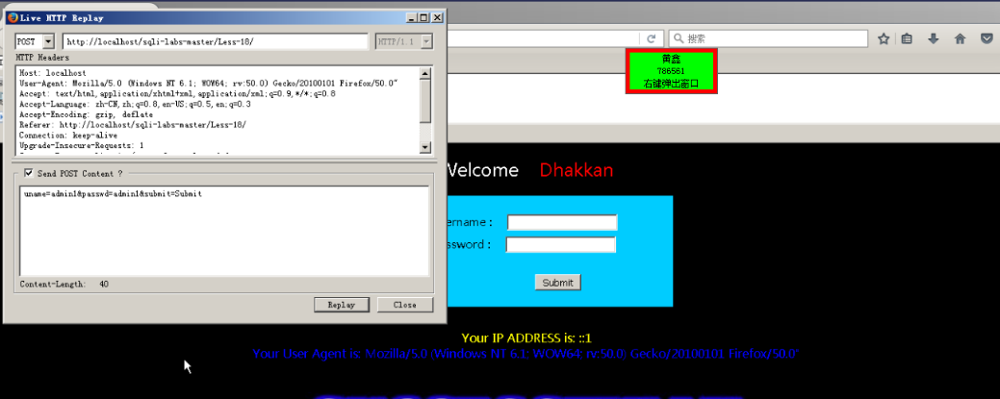 Live HTTP Replay
POST http://localhost/sqli-labs-master/Less-18/ HTTP/1.1
HTTP Headers
Host: localhost
User-Agent: Mozilla/5.0 (Windows NT 6.1; WOW64; rv:50.0) Gecko/20100101 Firefox/50.0"
Accept: text/html,application/xhtml+xml,application/xml;q=0.9,*/*;q=0.8
Accept-Language: zh-CN,zh;q=0.8,en-US;q=0.5,en;q=0.3
Accept-Encoding: gzip, deflate
Referer: http://localhost/sqli-labs-master/Less-18/
Connection: keep-alive
Upgrade-Insecure-Requests: 1
Send POST Content ?
uname=admin1&passwd=admin1&submit=Submit
Content-Length: 40
Replay Close
搜索
黄鑫
786561
右键弹出窗口
Welcome Dhakkan
ername :
ssword :
Submit
Your IP ADDRESS is: ::1
Your User Agent is: Mozilla/5.0 (Windows NT 6.1; WOW64; rv:50.0) Gecko/20100101 Firefox/50.0"